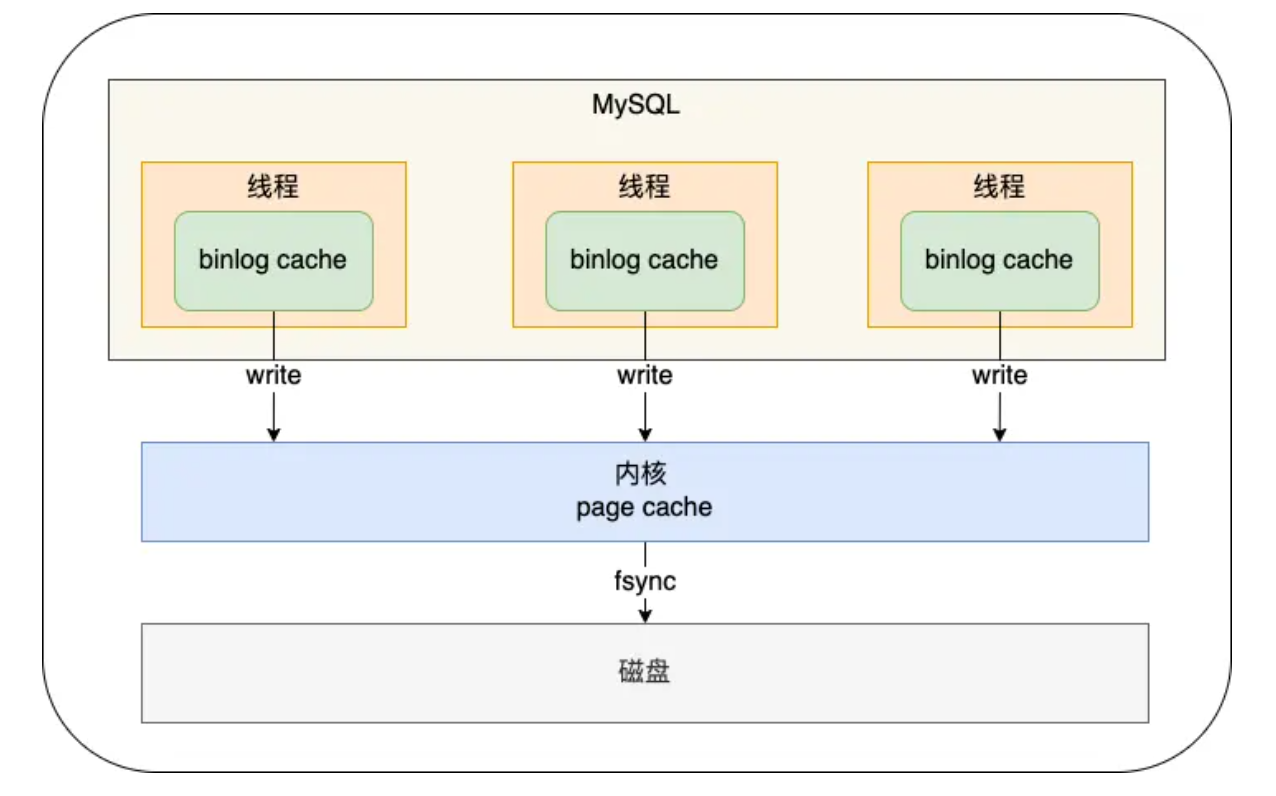 MySQL
线程
线程
线程
binlog cache
binlog cache
binlog cache
write
write
write
内核
page cache
fsync
磁盘